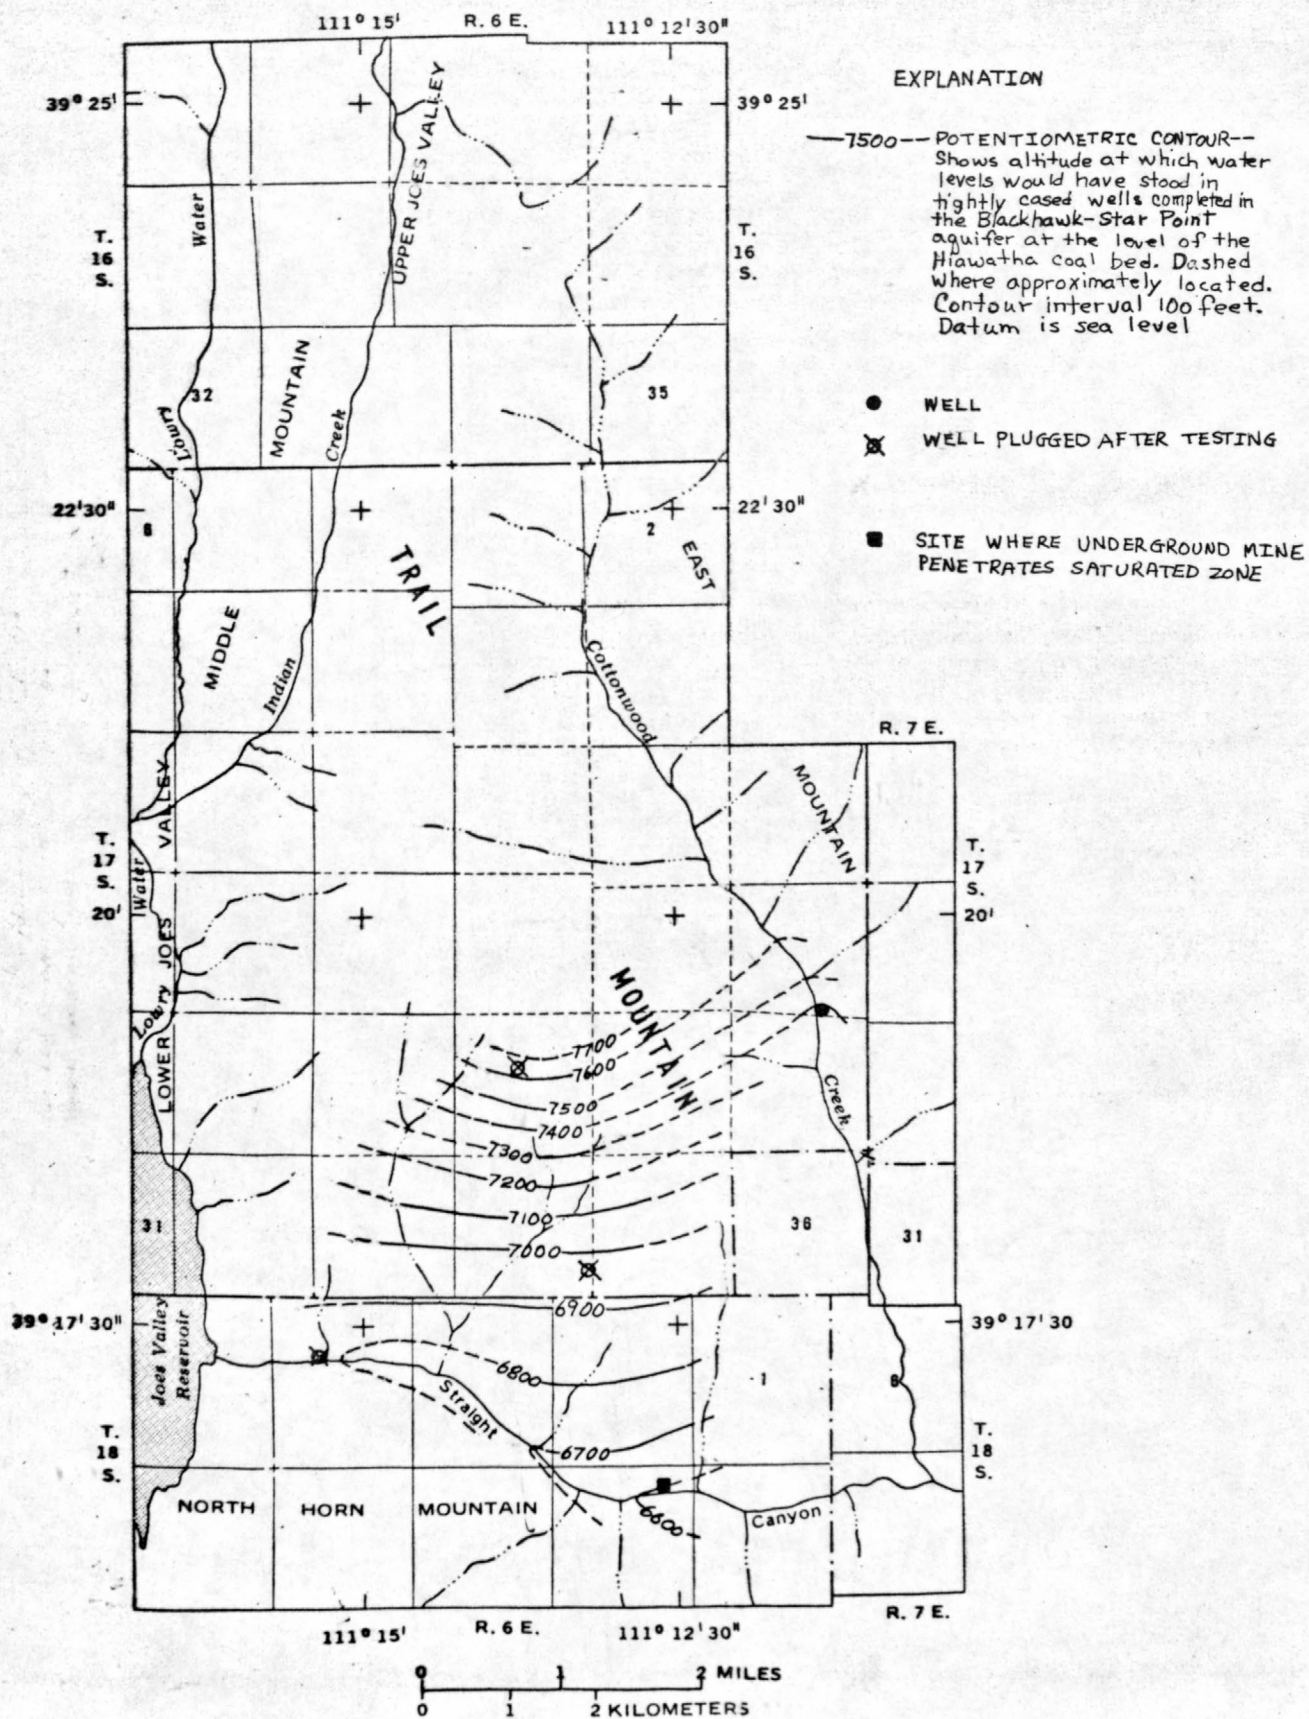 111° 15' R. 6 E. 111° 12' 30"
39° 25' 39° 25'
EXPLANATION
—7500-- POTENTIOMETRIC CONTOUR--
Shows altitude at which water
levels would have stood in
tightly cased wells completed in
the Blackhawk-Star Point
aquifer at the level of the
Hiawatha coal bed. Dashed
Where approximately located.
Contour interval 100 feet.
Datum is sea level
WELL
WELL PLUGGED AFTER TESTING
SITE WHERE UNDERGROUND MINE
PENETRATES SATURATED ZONE
UPPER JOES VALLEY
Water
T.
16
S.
T.
16
S.
MOUNTAIN
32
35
Lowry
Creek
22' 30" 22' 30"
6
2
TRAIL
EAST
MIDDLE
Indian
Cottonwood
R. 7 E.
MOUNTAIN
VALLEY
T.
17
S.
T.
17
S.
Water
20' 20'
JOES
Lowry
LOWER
MOUNTAIN
7700
7600
7500
7400
7300
7200
7100
7000
Creek
31
36
31
6900
39° 17' 30" 39° 17' 30
Joes Valley
Reservoir
6800
1
6
Straight
T.
18
S.
T.
18
S.
6700
NORTH HORN MOUNTAIN
6600
Canyon
111° 15' R. 6 E. 111° 12' 30" R. 7 E.
0 1 2 MILES
0 1 2 KILOMETERS